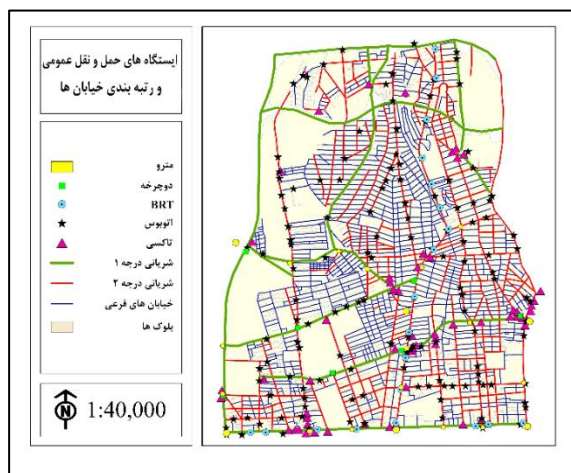 ایستگاه های حمل و نقل عمومی
و رتبه بندی خیابان ها
مترو
دوچرخه
BRT
اتوبوس
تاکسی
شریانی درجه ۱
شریانی درجه ۲
خیابان های فرعی
بلوک ها
N
1:40,000